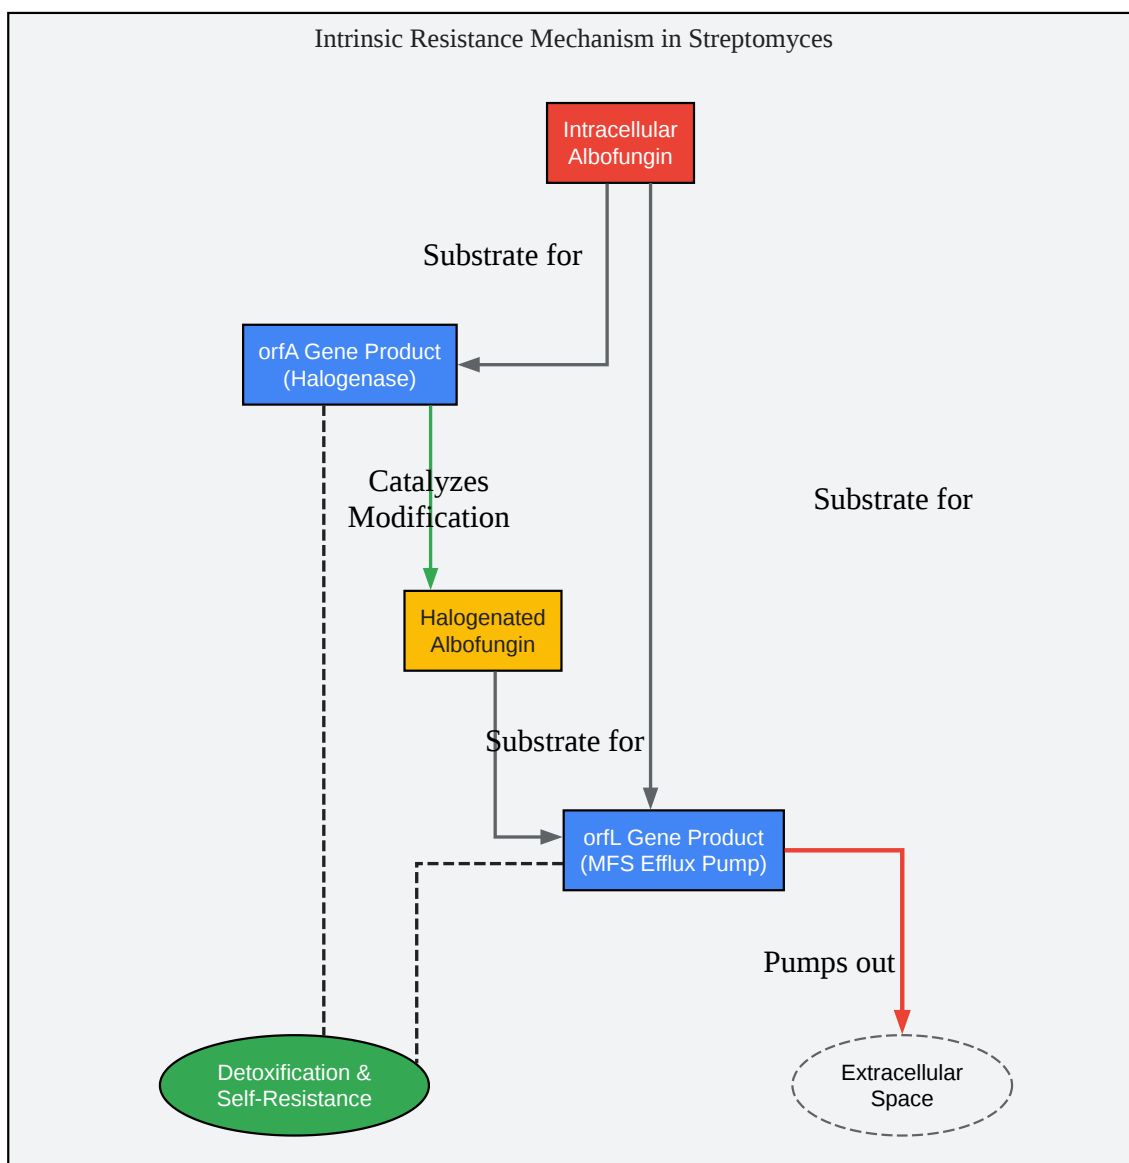 Intrinsic Resistance Mechanism in Streptomyces
Intracellular
Albofungin
Substrate for
orfA Gene Product
(Halogenase)
Catalyzes
Modification
Substrate for
Halogenated
Albofungin
Substrate for
orfL Gene Product
(MFS Efflux Pump)
Pumps out
Detoxification &
Self-Resistance
Extracellular
Space